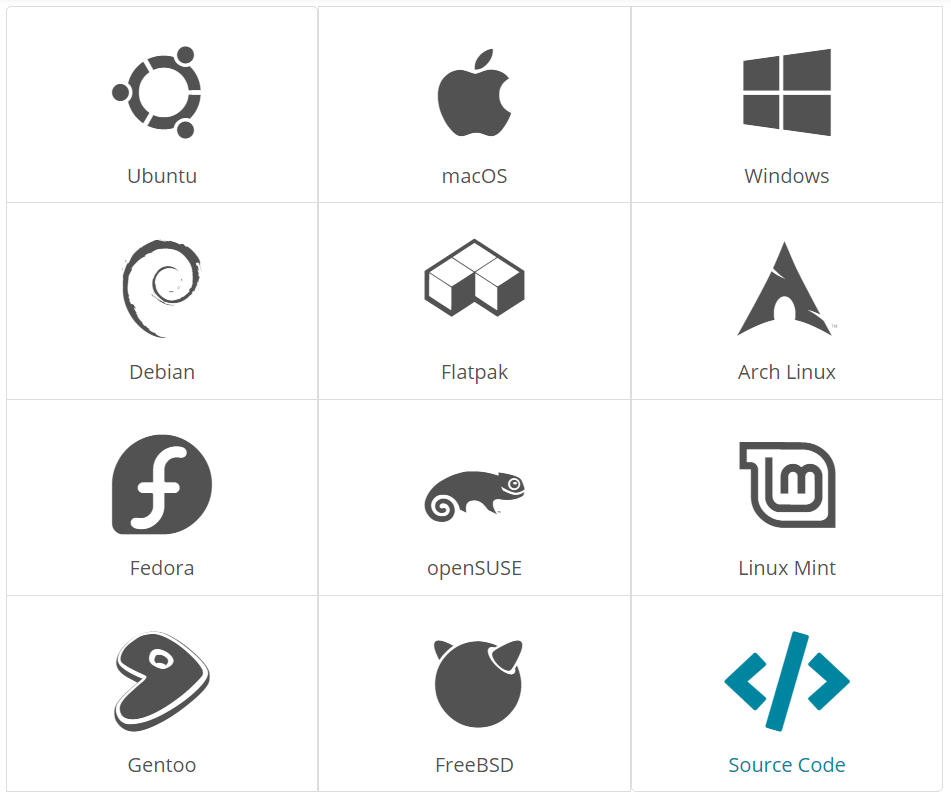 Ubuntu
macOS
Windows
Debian
Flatpak
Arch Linux
Fedora
openSUSE
Linux Mint
Gentoo
FreeBSD
Source Code